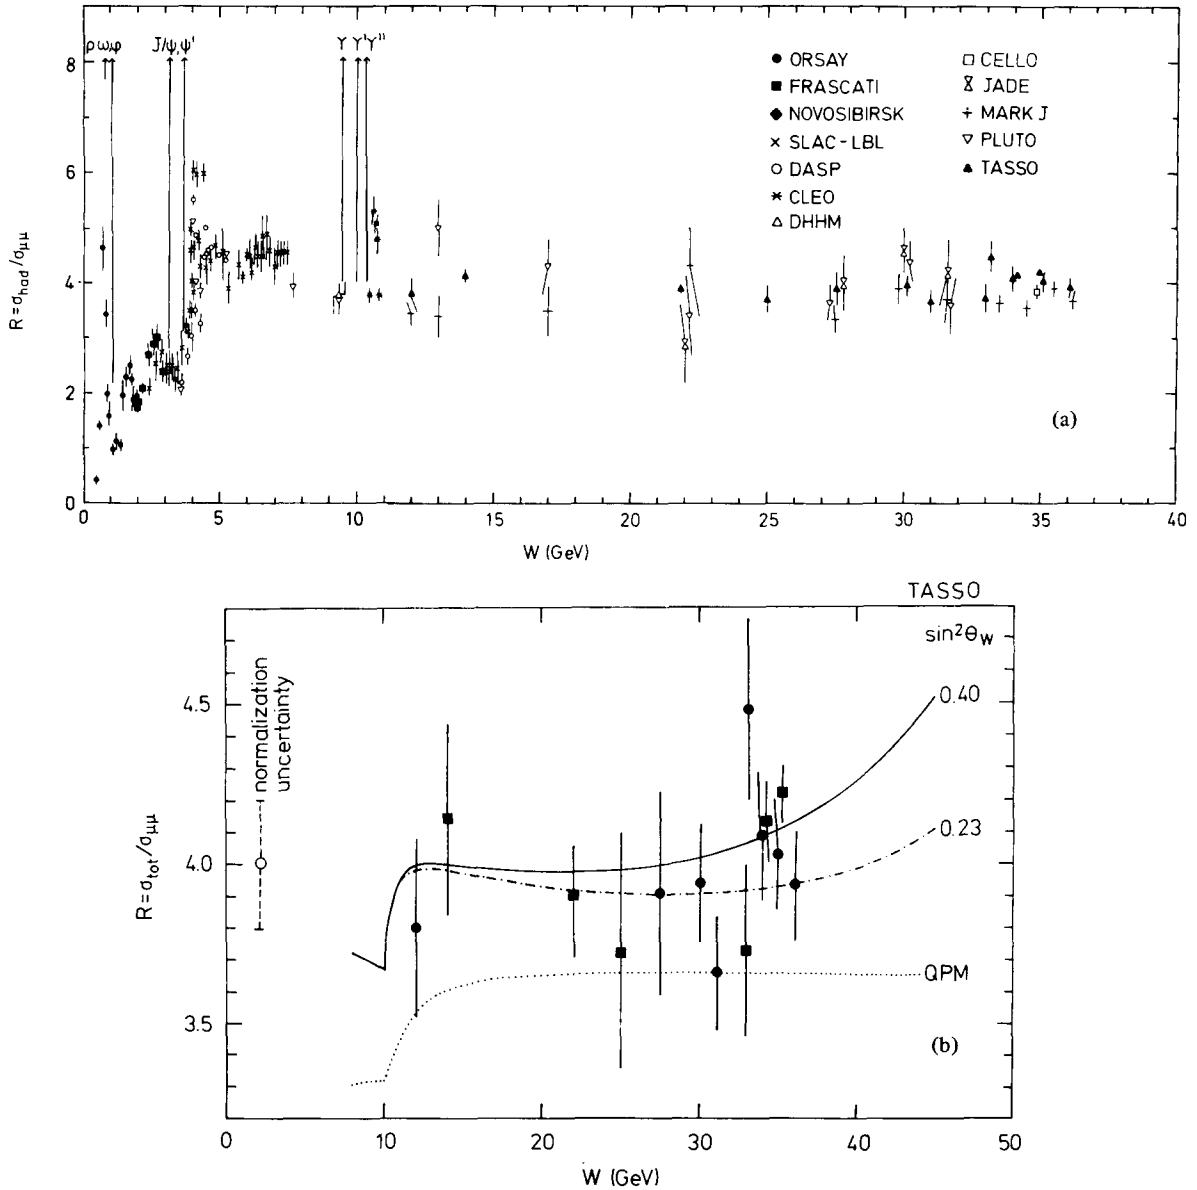 ρ ω,φ J/ψ,ψ' ϒ ϒ' ϒ''
8
6
4
2
0
R=σhad/σμμ
● ORSAY
■ FRASCATI
◆ NOVOSIBIRSK
× SLAC-LBL
○ DASP
CLEO
△ DHHM
□ CELLO
JADE
+ MARK J
▽ PLUTO
▲ TASSO
(a)
0 5 10 15 20 25 30 35 40
W (GeV)
TASSO
sin²θW
0.40
0.23
QPM
normalization
uncertainty
4.5
4.0
3.5
R=σtot/σμμ
(b)
0 10 20 30 40 50
W (GeV)